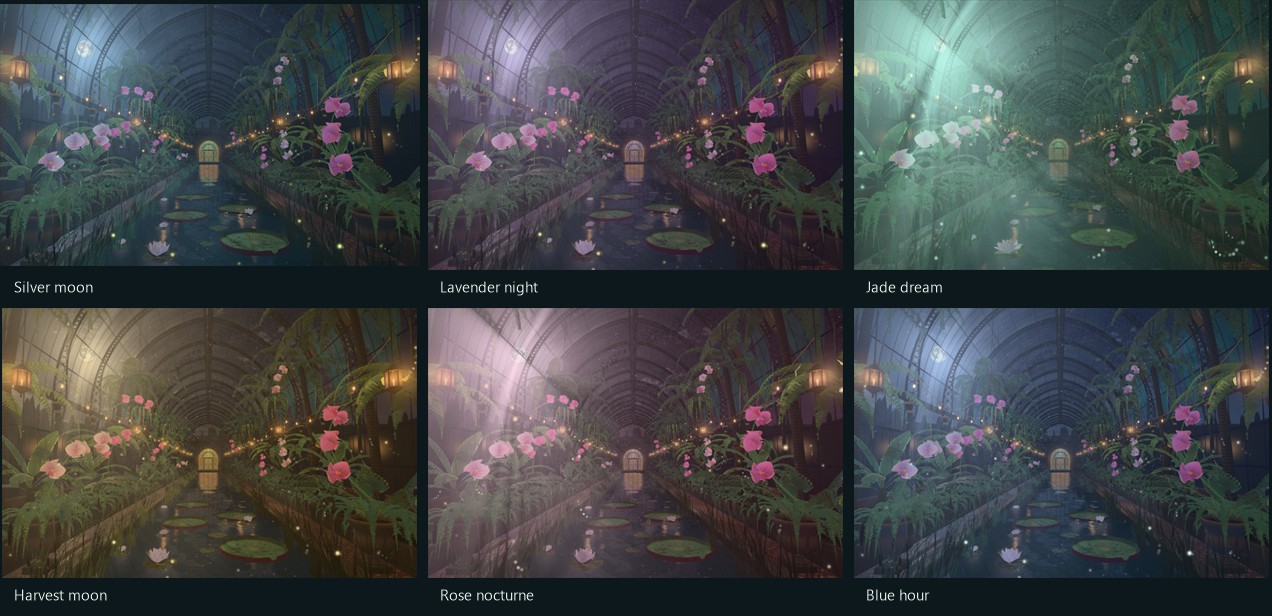 Silver moon
Lavender night
Jade dream
Harvest moon
Rose nocturne
Blue hour